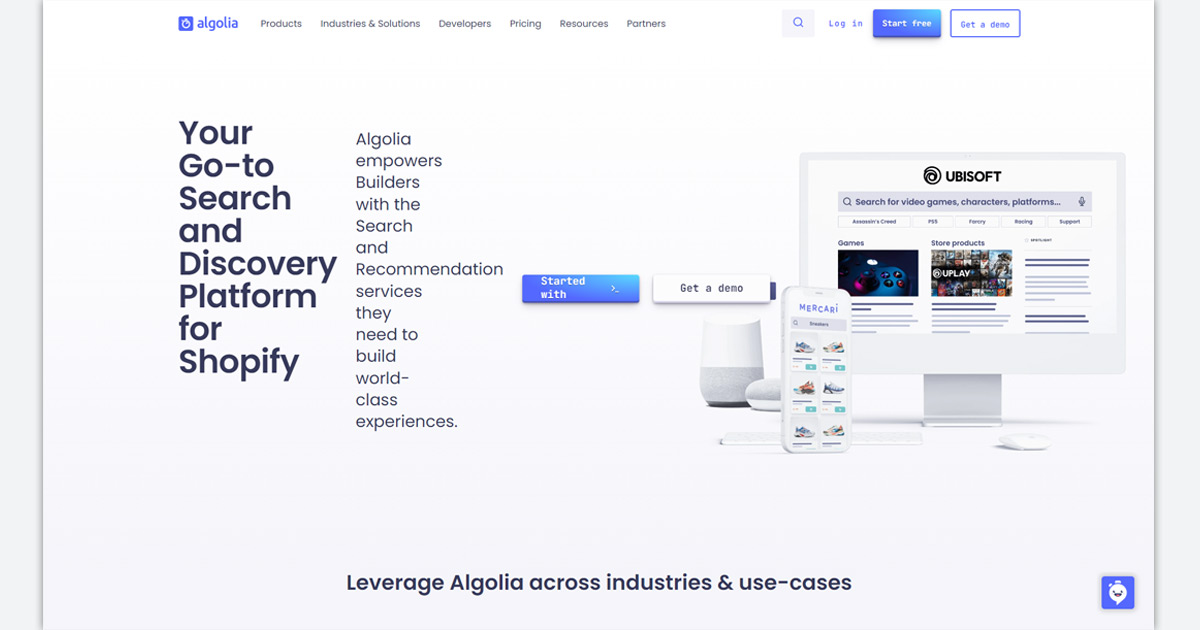 algolia
Products
Industries & Solutions
Developers
Pricing
Resources
Partners
Log in
Start free
Get a demo
Your
Go-to
Search
and
Discovery
Platform
for
Shopify
Algolia
empowers
Builders
with the
Search
and
Recommendation
services
they
need to
build
world-
class
experiences.
Started
with
>_
Get a demo
UBISOFT
Search for video games, characters, platforms...
Assassin's Creed
PS5
Farcry
Racing
Support
Games
Store products
SPOTLIGHT
UPLAY
MERCARI
Sneakers
Leverage Algolia across industries & use-cases